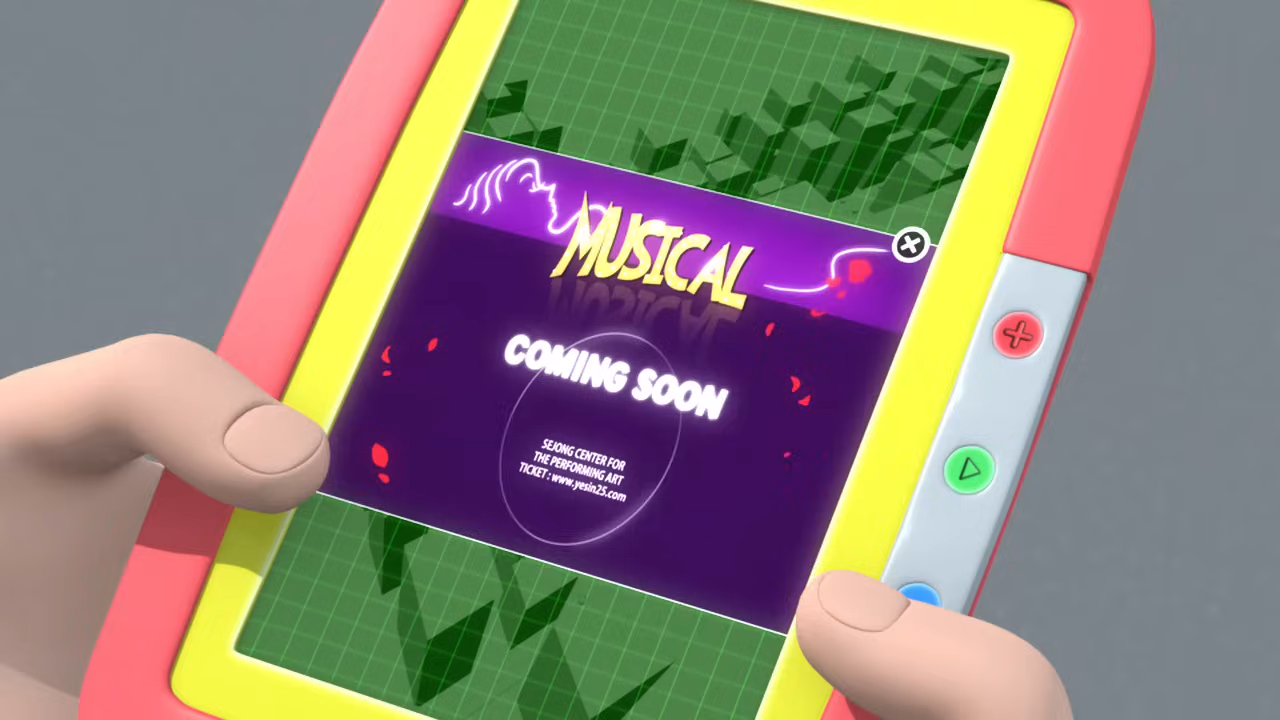 MUSICAL
COMING SOON
SEJONG CENTER FOR
THE PERFORMING ART
TICKET : www.yesin25.com